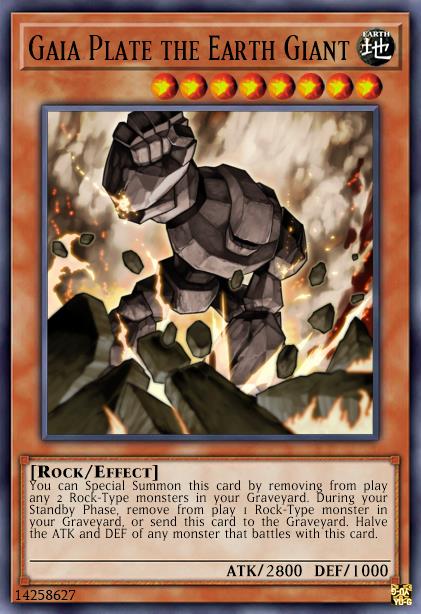 GAIA PLATE THE EARTH GIANT
EARTH
地
[ROCK/EFFECT]
You can Special Summon this card by removing from play
any 2 Rock-Type monsters in your Graveyard. During your
Standby Phase, remove from play 1 Rock-Type monster in
your Graveyard, or send this card to the Graveyard. Halve
the ATK and DEF of any monster that battles with this card.
ATK/2800 DEF/1000
14258627